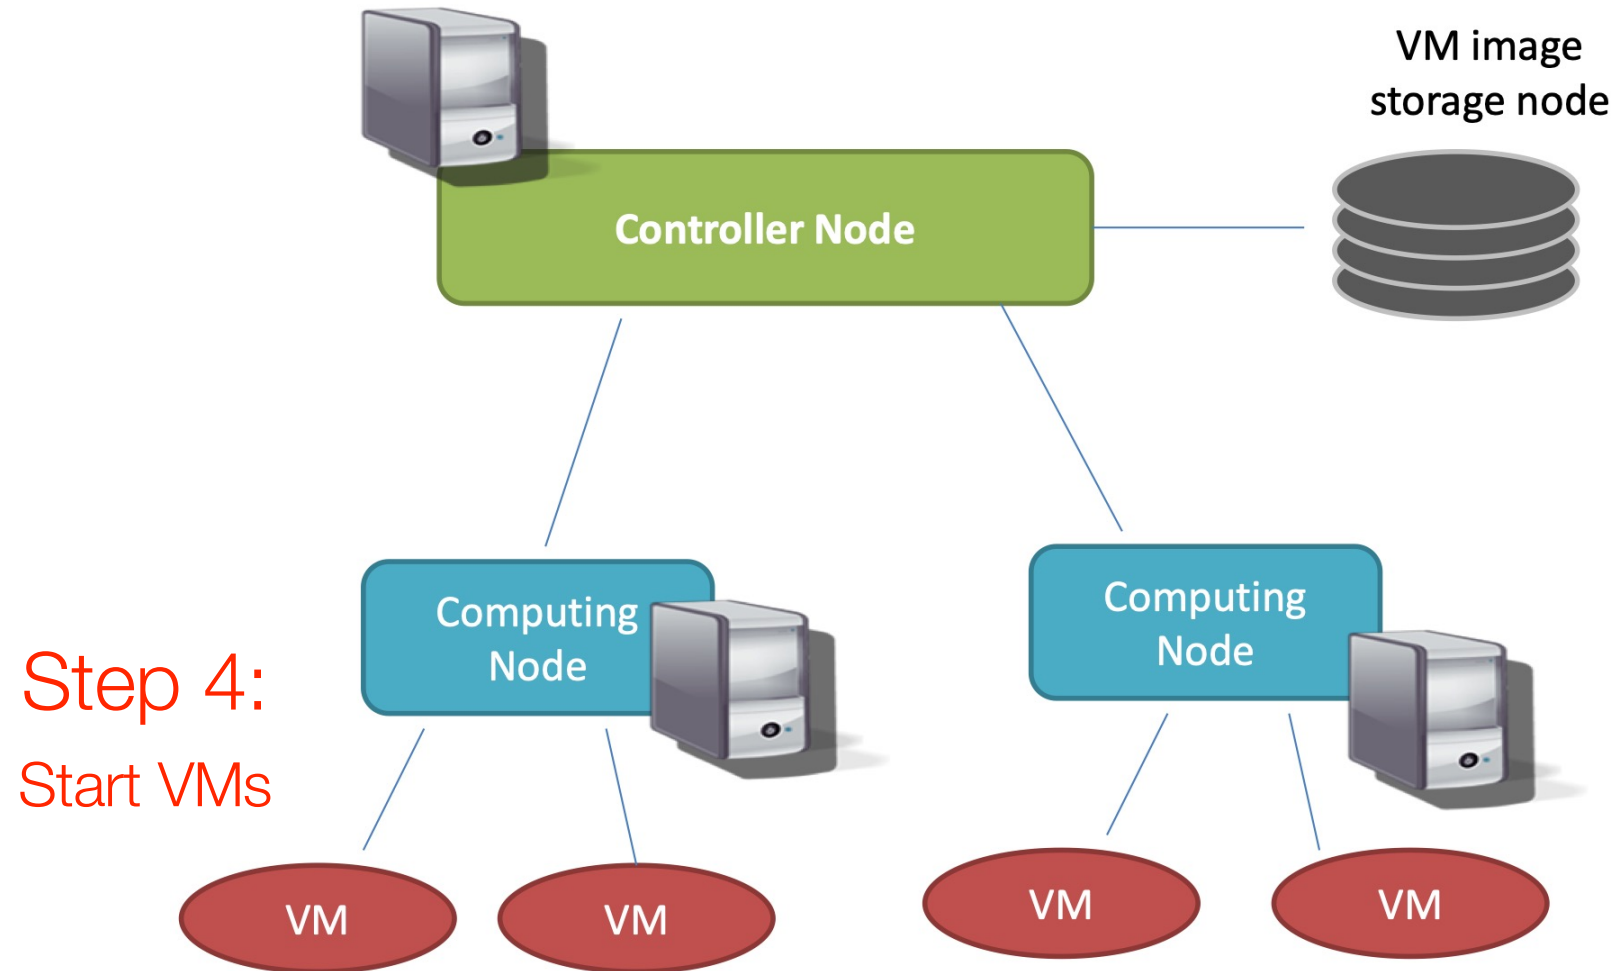 VM image
storage node
Controller Node
Computing
Node
Computing
Node
Step 4:
Start VMs
VM
VM
VM
VM